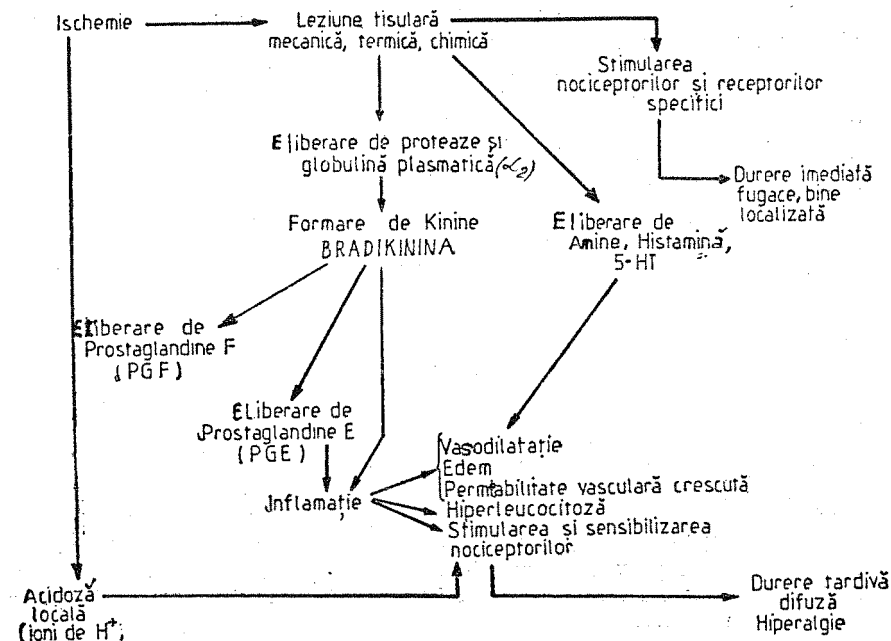 Ischemie
Leziune tisulară
mecanică, termică, chimică
Stimularea
nociceptorilor și receptorilor
specifici
Eliberare de proteaze și
globulină plasmatică (α2)
Durere imediată
fugace, bine
localizată
Formare de Kinine
BRADIKININA
Eliberare de
Amine, Histamină,
5-HT
Eliberare de
Prostaglandine F
(PGF)
Eliberare de
Prostaglandine E
(PGE)
Vasodilatație
Edem
Permeabilitate vasculară crescută
Inflamație
Hiperleucocitoză
Stimularea și sensibilizarea
nociceptorilor
Acidoză
locală
(ioni de H+,
Durere tardivă
difuză
Hiperalgie